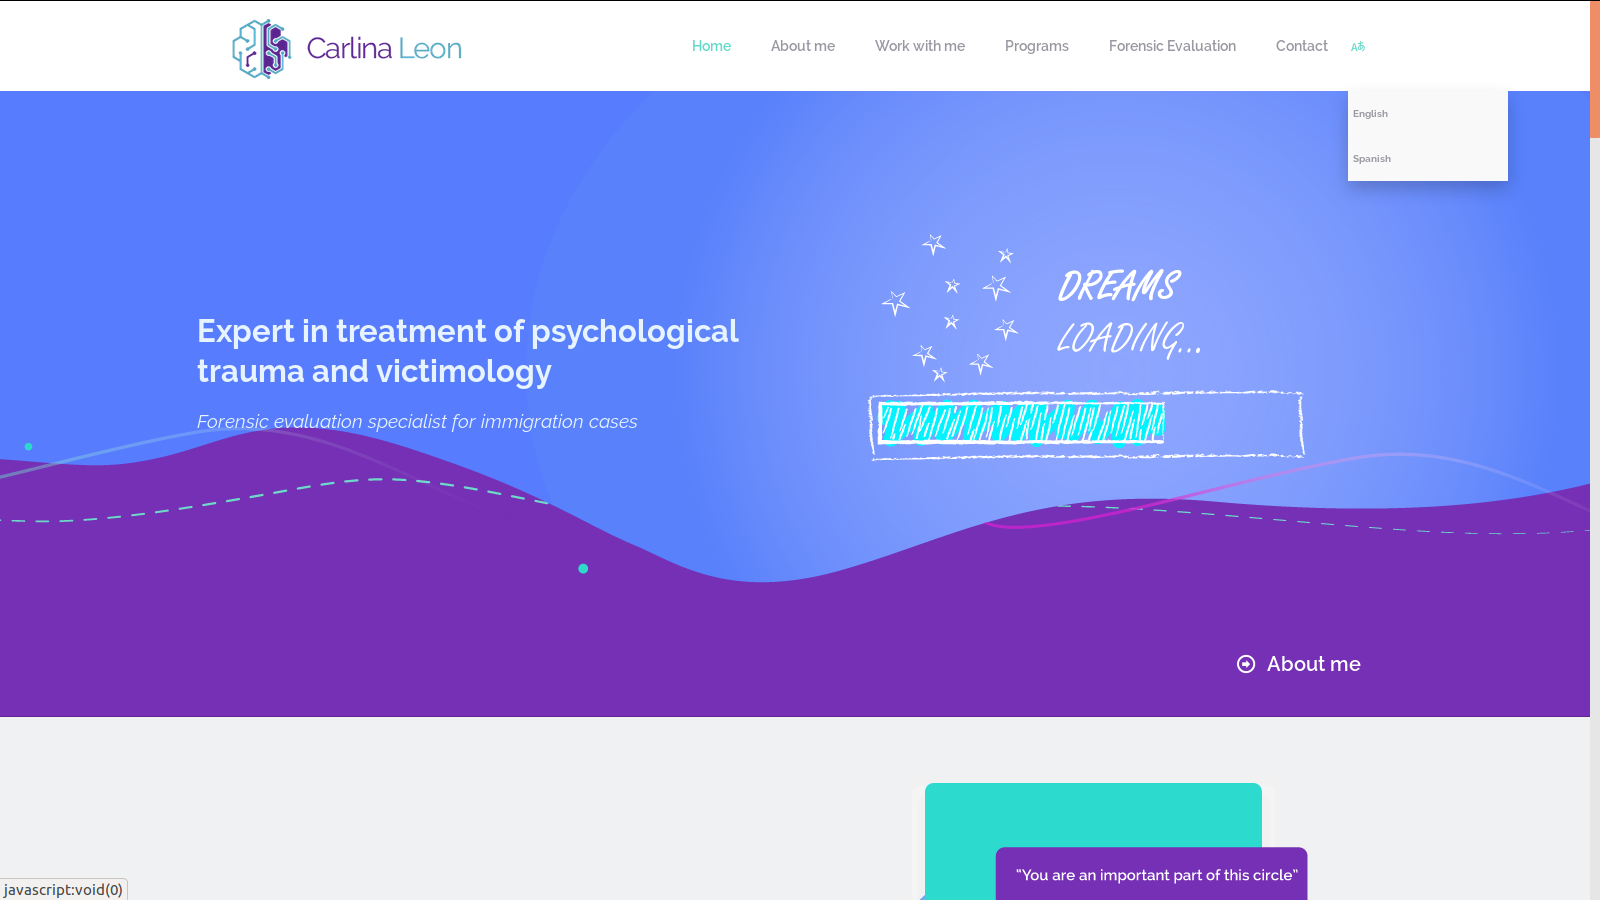 Carlina Leon
Home
About me
Work with me
Programs
Forensic Evaluation
Contact
Aあ
English
Spanish
DREAMS
LOADING...
Expert in treatment of psychological
trauma and victimology
Forensic evaluation specialist for immigration cases
About me
“You are an important part of this circle”
javascript:void(0)